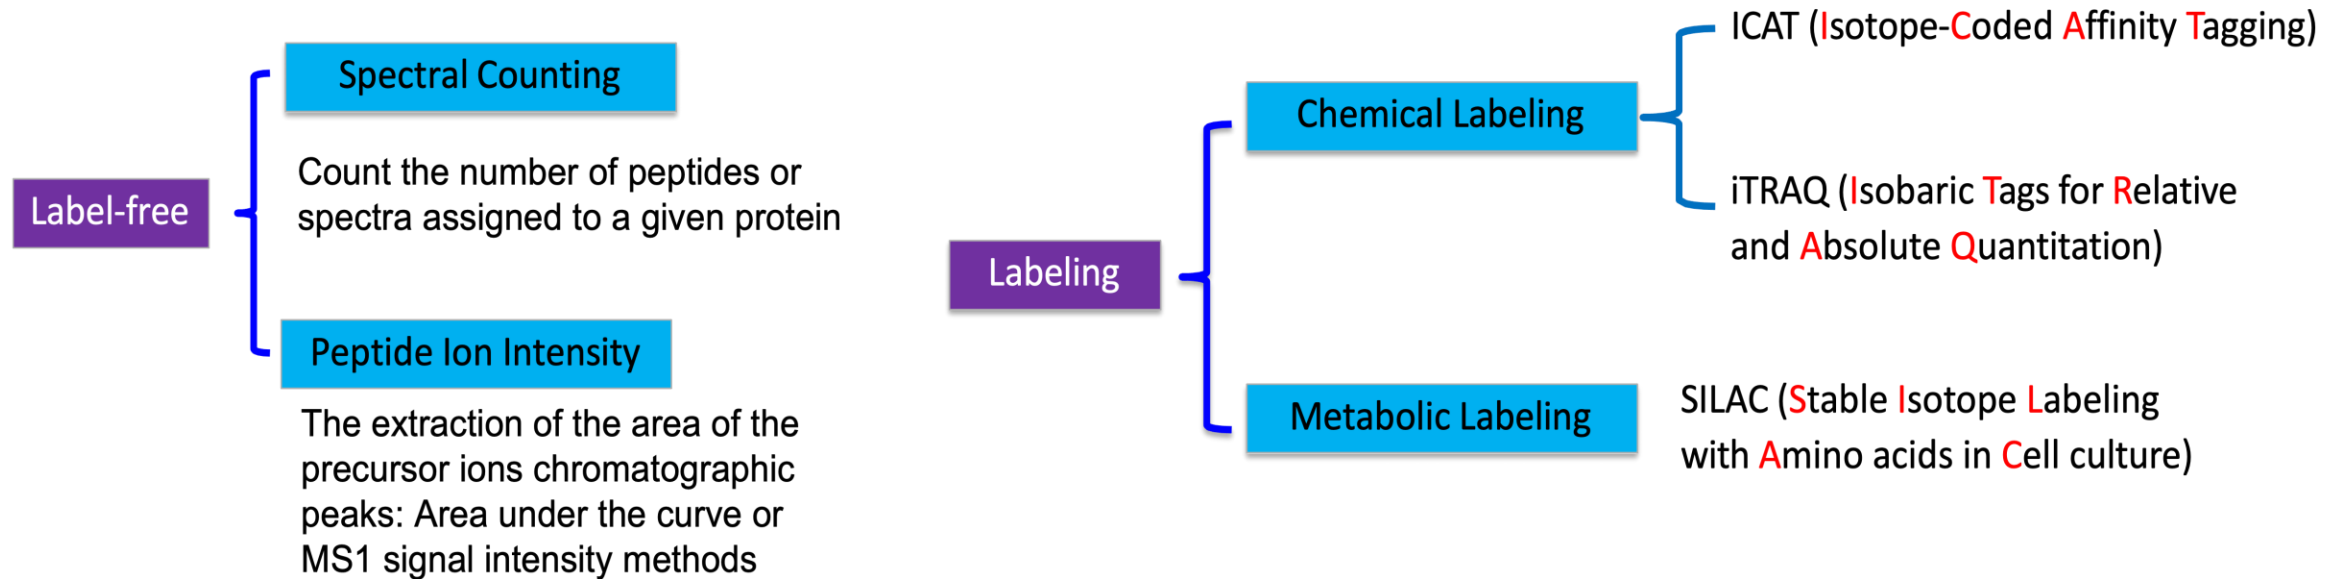 Label-free
Spectral Counting
Count the number of peptides or
spectra assigned to a given protein
Peptide Ion Intensity
The extraction of the area of the
precursor ions chromatographic
peaks: Area under the curve or
MS1 signal intensity methods
Labeling
Chemical Labeling
ICAT (Isotope-Coded Affinity Tagging)
iTRAQ (Isobaric Tags for Relative
and Absolute Quantitation)
Metabolic Labeling
SILAC (Stable Isotope Labeling
with Amino acids in Cell culture)